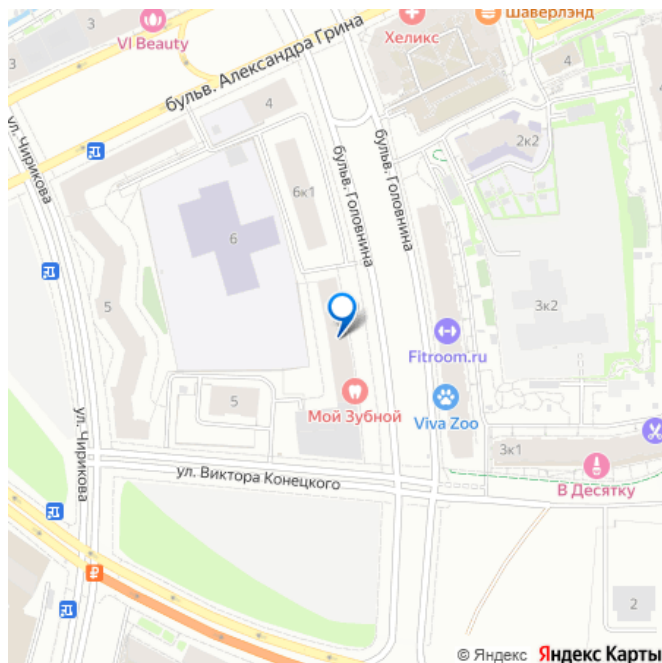 Шаверлэнд
VI Beauty
Хеликс
3
3
бульв. Александра Грина
4
4
ул. Чирикова
2к2
6к1
бульв. Головнина
бульв. Головнина
6
3к2
5
Fitroom.ru
5
Мой Зубной
Viva Zoo
ул. Чирикова
3к1
ул. Виктора Конецкого
В Десятку
2
© Яндекс Яндекс Карты